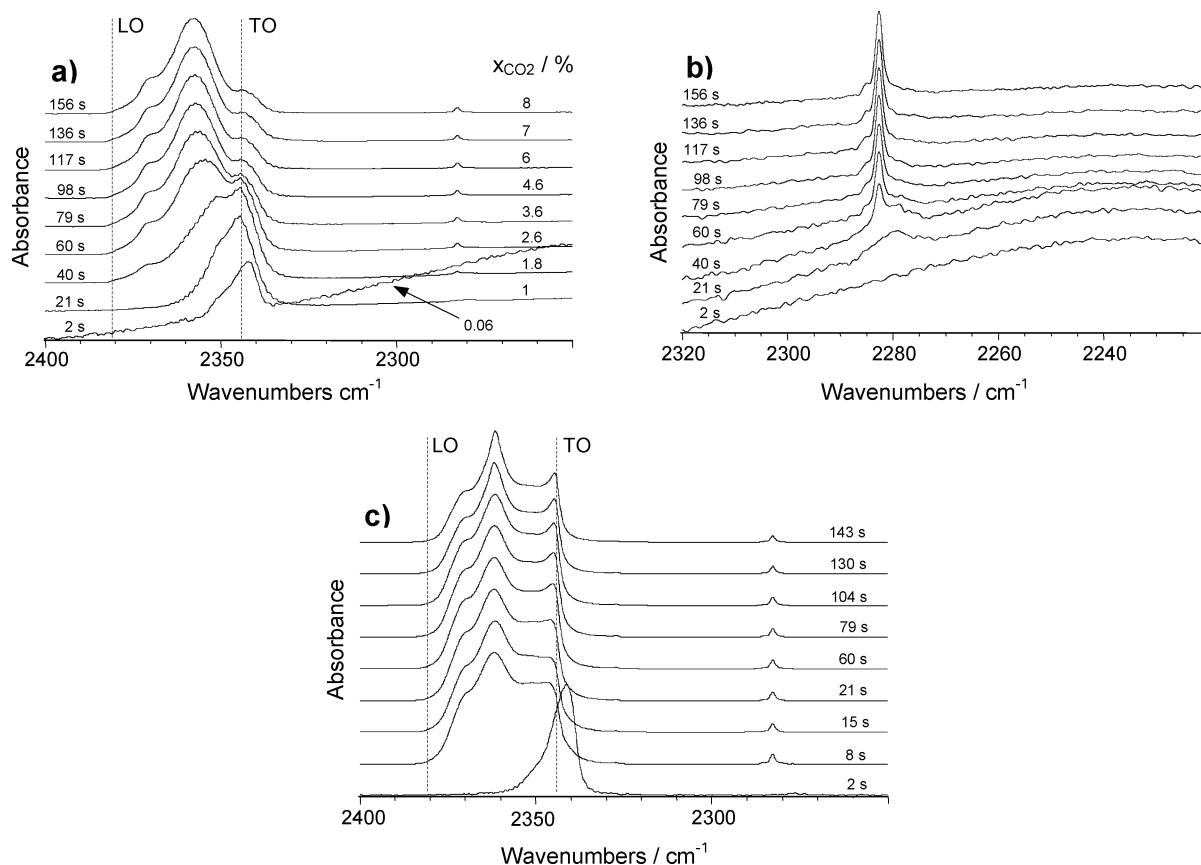 LO TO
a)
xCO2 / %
156 s 8
136 s 7
117 s 6
98 s 4.6
79 s 3.6
60 s 2.6
40 s 1.8
21 s 1
2 s
0.06
Absorbance
2400 2350 2300
Wavenumbers cm-1
b)
156 s
136 s
117 s
98 s
79 s
60 s
40 s
21 s
2 s
Absorbance
2320 2300 2280 2260 2240
Wavenumbers / cm-1
LO TO
c)
143 s
130 s
104 s
79 s
60 s
21 s
15 s
8 s
2 s
Absorbance
2400 2350 2300
Wavenumbers / cm-1